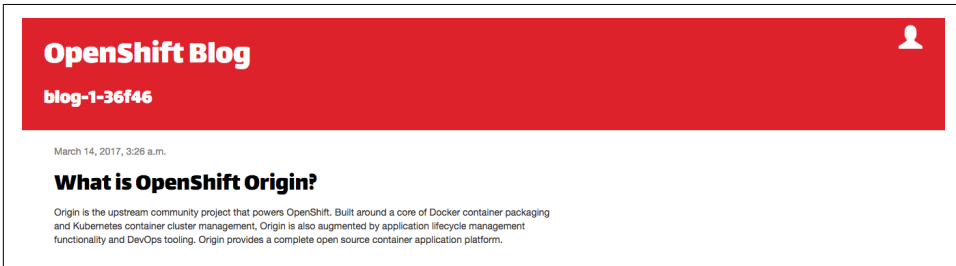 OpenShift Blog
blog-1-36f46
March 14, 2017, 3:26 a.m.
What is OpenShift Origin?
Origin is the upstream community project that powers OpenShift. Built around a core of Docker container packaging
and Kubernetes container cluster management, Origin is also augmented by application lifecycle management
functionality and DevOps tooling. Origin provides a complete open source container application platform.